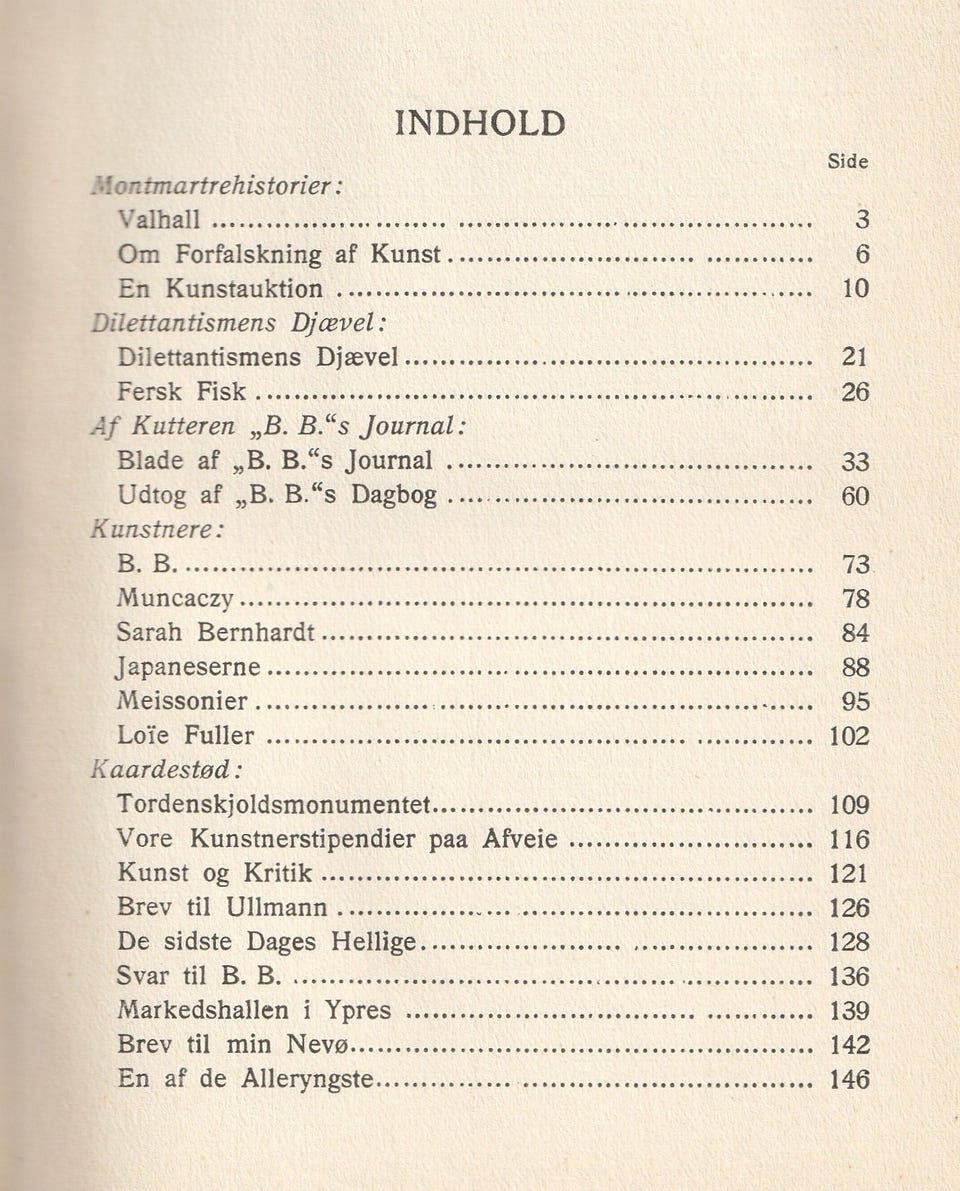 INDHOLD
Side
Montmartrehistorier:
Valhall ........ 3
Om Forfalskning af Kunst ........ 6
En Kunstauktion ........ 10
Dilettantismens Djævel:
Dilettantismens Djævel ........ 21
Fersk Fisk ........ 26
Af Kutteren „B. B.“s Journal:
Blade af „B. B.“s Journal ........ 33
Udtog af „B. B.“s Dagbog ........ 60
Kunstnere:
B. B. ........ 73
Muncaczy ........ 78
Sarah Bernhardt ........ 84
Japaneserne ........ 88
Meissonier ........ 95
Loïe Fuller ........ 102
Kaardestød:
Tordenskjoldsmonumentet ........ 109
Vore Kunstnerstipendier paa Afveie ........ 116
Kunst og Kritik ........ 121
Brev til Ullmann ........ 126
De sidste Dages Hellige ........ 128
Svar til B. B. ........ 136
Markedshallen i Ypres ........ 139
Brev til min Nevø ........ 142
En af de Alleryngste ........ 146